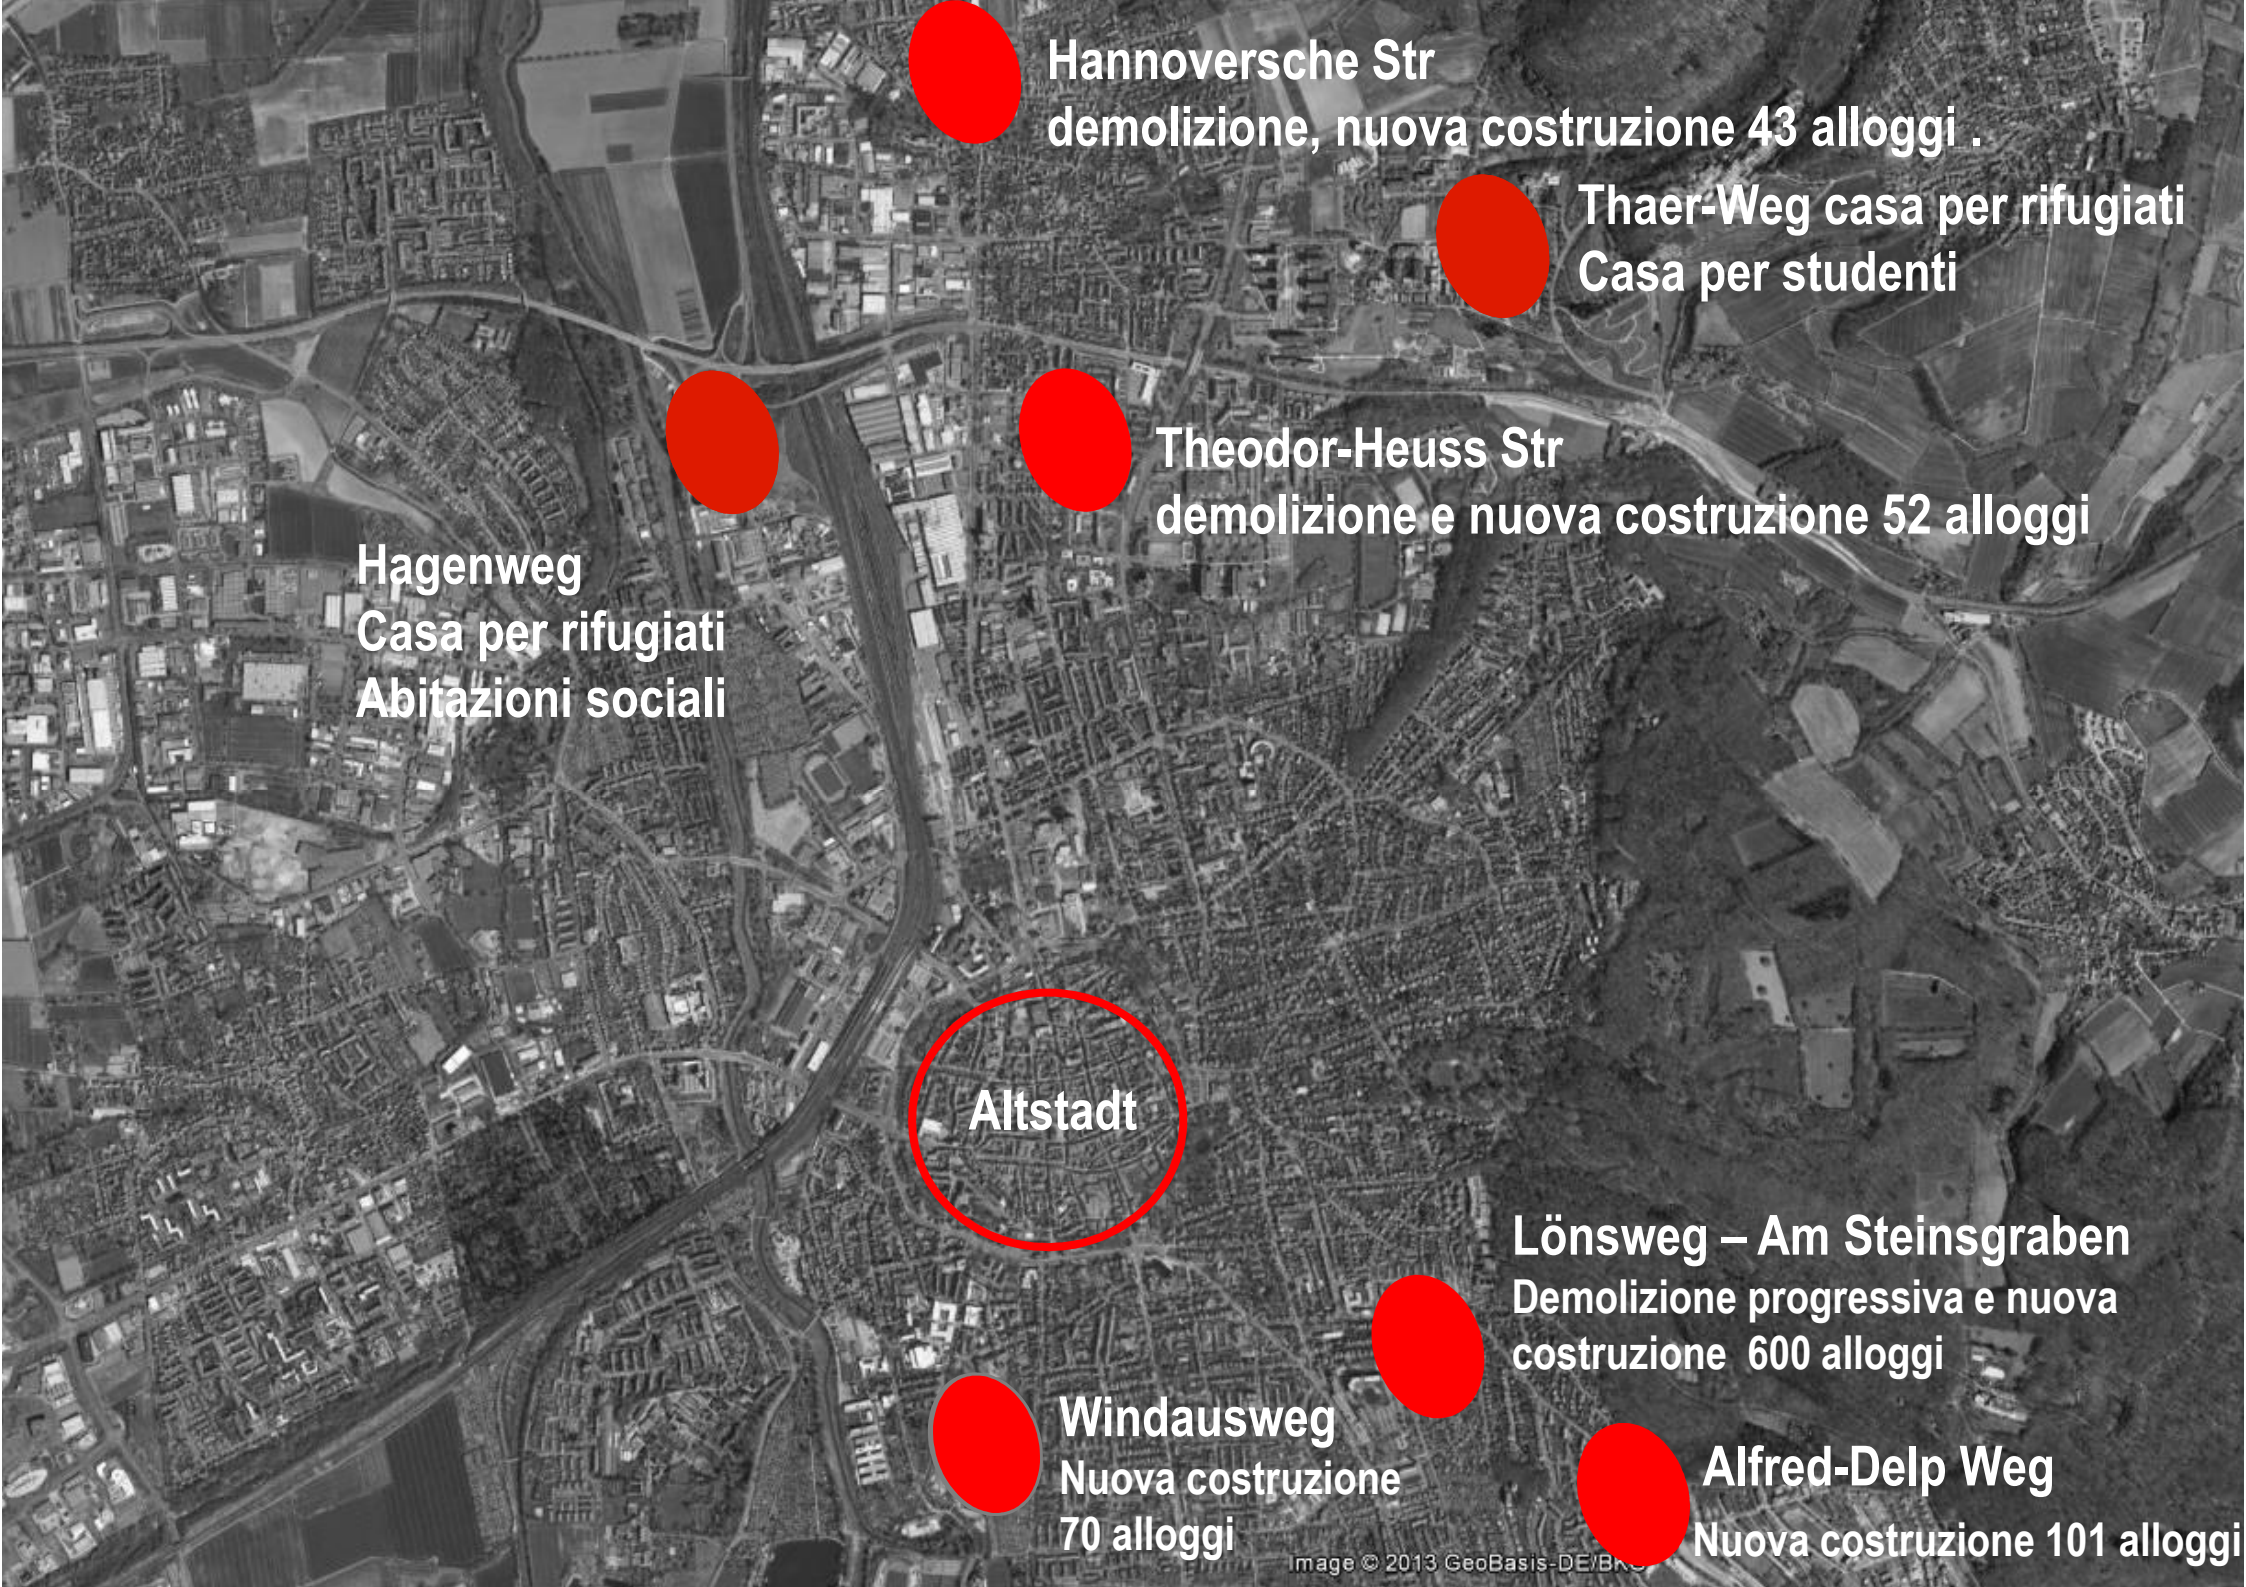 Hannoversche Str
demolizione, nuova costruzione 43 alloggi .
Thaer-Weg casa per rifugiati
Casa per studenti
Theodor-Heuss Str
demolizione e nuova costruzione 52 alloggi
Hagenweg
Casa per rifugiati
Abitazioni sociali
Altstadt
Lönsweg – Am Steinsgraben
Demolizione progressiva e nuova
costruzione 600 alloggi
Windausweg
Nuova costruzione
70 alloggi
Alfred-Delp Weg
Nuova costruzione 101 alloggi
Image © 2013 GeoBasis-DE/BKG